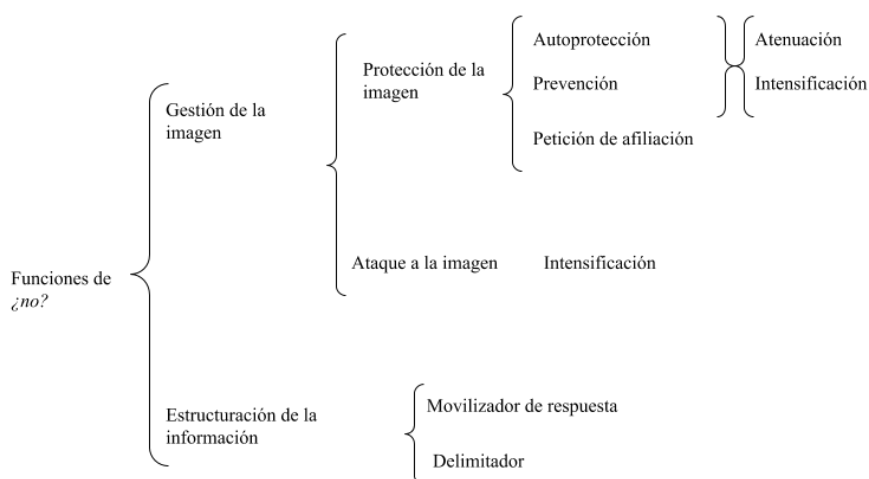 Funciones de
¿no?
Gestión de la
imagen
Protección de la
imagen
Autoprotección
Prevención
Petición de afiliación
Atenuación
Intensificación
Ataque a la imagen
Intensificación
Estructuración de la
información
Movilizador de respuesta
Delimitador